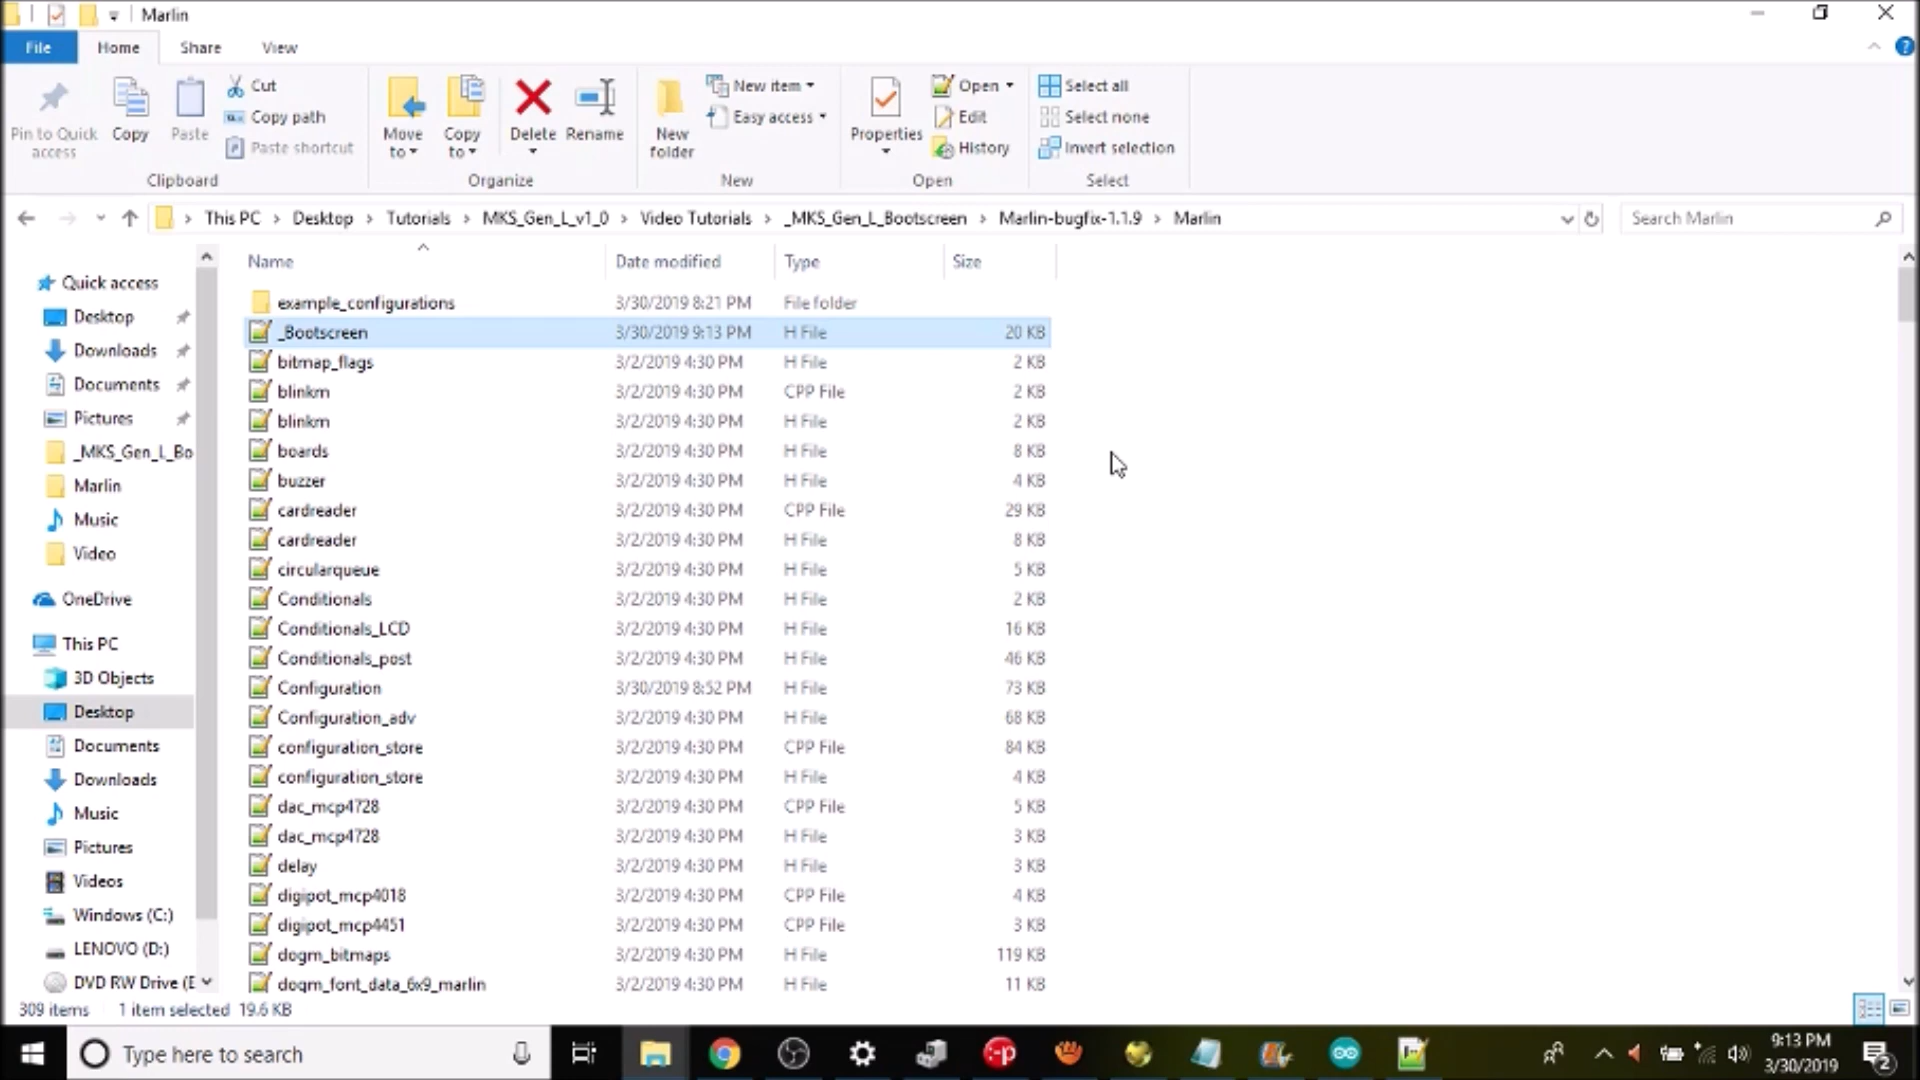 Marlin
File Home Share View
Pin to Quick access
Copy
Paste
Cut
Copy path
Paste shortcut
Move to
Copy to
Delete
Rename
New folder
New item
Easy access
Properties
Open
Edit
History
Select all
Select none
Invert selection
Clipboard Organize New Open Select
This PC > Desktop > Tutorials > MKS_Gen_L_v1_0 > Video Tutorials > _MKS_Gen_L_Bootscreen > Marlin-bugfix-1.1.9 > Marlin
Search Marlin
Quick access
Desktop
Downloads
Documents
Pictures
_MKS_Gen_L_Bo
Marlin
Music
Video
OneDrive
This PC
3D Objects
Desktop
Documents
Downloads
Music
Pictures
Videos
Windows (C:)
LENOVO (D:)
DVD RW Drive (E
Name Date modified Type Size
example_configurations 3/30/2019 8:21 PM File folder
_Bootscreen 3/30/2019 9:13 PM H File 20 KB
bitmap_flags 3/2/2019 4:30 PM H File 2 KB
blinkm 3/2/2019 4:30 PM CPP File 2 KB
blinkm 3/2/2019 4:30 PM H File 2 KB
boards 3/2/2019 4:30 PM H File 8 KB
buzzer 3/2/2019 4:30 PM H File 4 KB
cardreader 3/2/2019 4:30 PM CPP File 29 KB
cardreader 3/2/2019 4:30 PM H File 8 KB
circularqueue 3/2/2019 4:30 PM H File 5 KB
Conditionals 3/2/2019 4:30 PM H File 2 KB
Conditionals_LCD 3/2/2019 4:30 PM H File 16 KB
Conditionals_post 3/2/2019 4:30 PM H File 46 KB
Configuration 3/30/2019 8:52 PM H File 73 KB
Configuration_adv 3/2/2019 4:30 PM H File 68 KB
configuration_store 3/2/2019 4:30 PM CPP File 84 KB
configuration_store 3/2/2019 4:30 PM H File 4 KB
dac_mcp4728 3/2/2019 4:30 PM CPP File 5 KB
dac_mcp4728 3/2/2019 4:30 PM H File 3 KB
delay 3/2/2019 4:30 PM H File 3 KB
digipot_mcp4018 3/2/2019 4:30 PM CPP File 4 KB
digipot_mcp4451 3/2/2019 4:30 PM CPP File 3 KB
dogm_bitmaps 3/2/2019 4:30 PM H File 119 KB
dogm_font_data_6x9_marlin 3/2/2019 4:30 PM H File 11 KB
309 items 1 item selected 19.6 KB
Type here to search
9:13 PM
3/30/2019
2